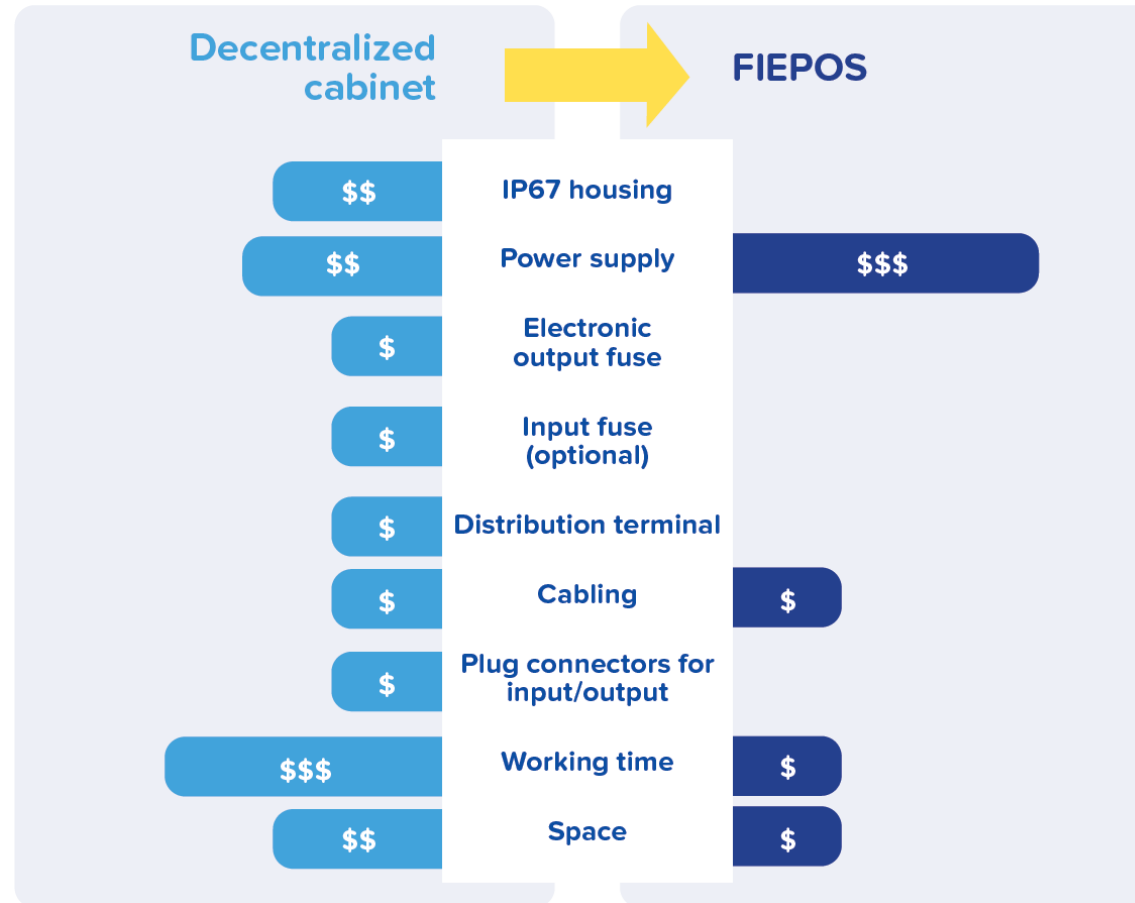 Decentralized
cabinet
FIEPOS
$$ IP67 housing
$$ Power supply $$$
$ Electronic
output fuse
$ Input fuse
(optional)
$ Distribution terminal
$ Cabling $
$ Plug connectors for
input/output
$$$ Working time $
$$ Space $